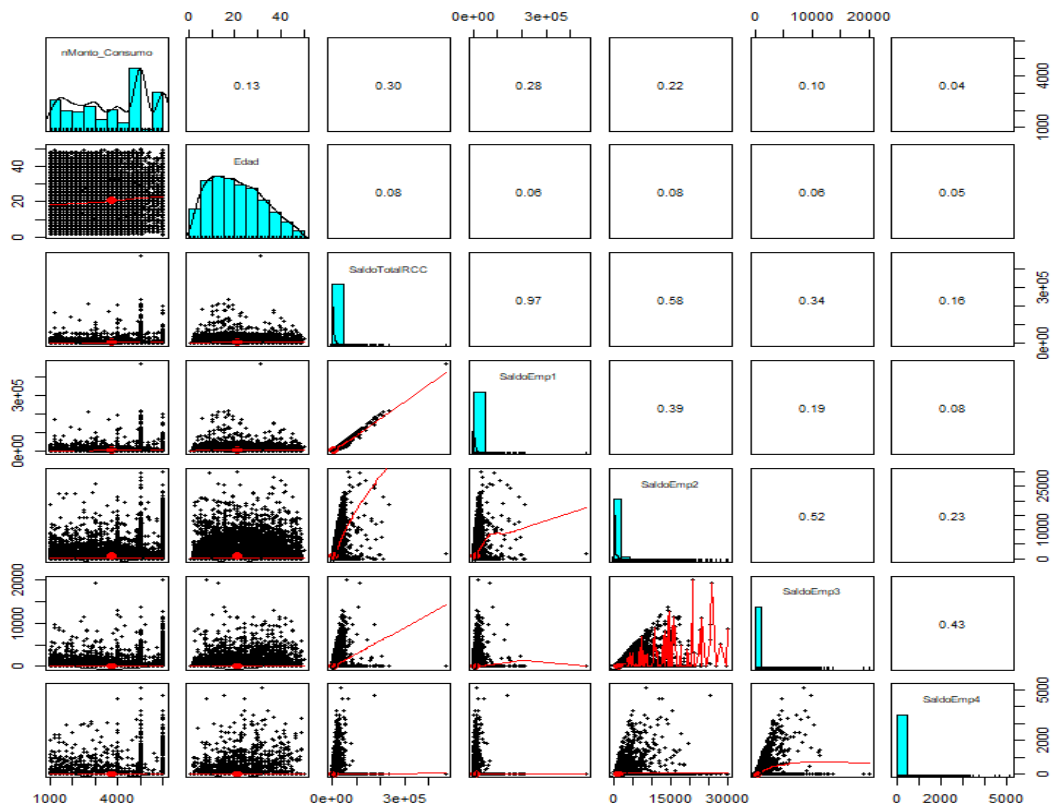 0 20 40 0e+00 3e+05 0 10000 20000
nMonto_Consumo 0.13 0.30 0.28 0.22 0.10 0.04 1000 4000
0 20 40 Edad 0.08 0.06 0.08 0.06 0.05
SaldoTotalRCC 0.97 0.58 0.34 0.16 0e+00 3e+05
0e+00 3e+05 SaldoEmp1 0.39 0.19 0.08
SaldoEmp2 0.52 0.23 0 15000 25000
0 10000 20000 SaldoEmp3 0.43
SaldoEmp4 0 2000 5000
1000 4000 0e+00 3e+05 0 15000 30000 0 2000 5000